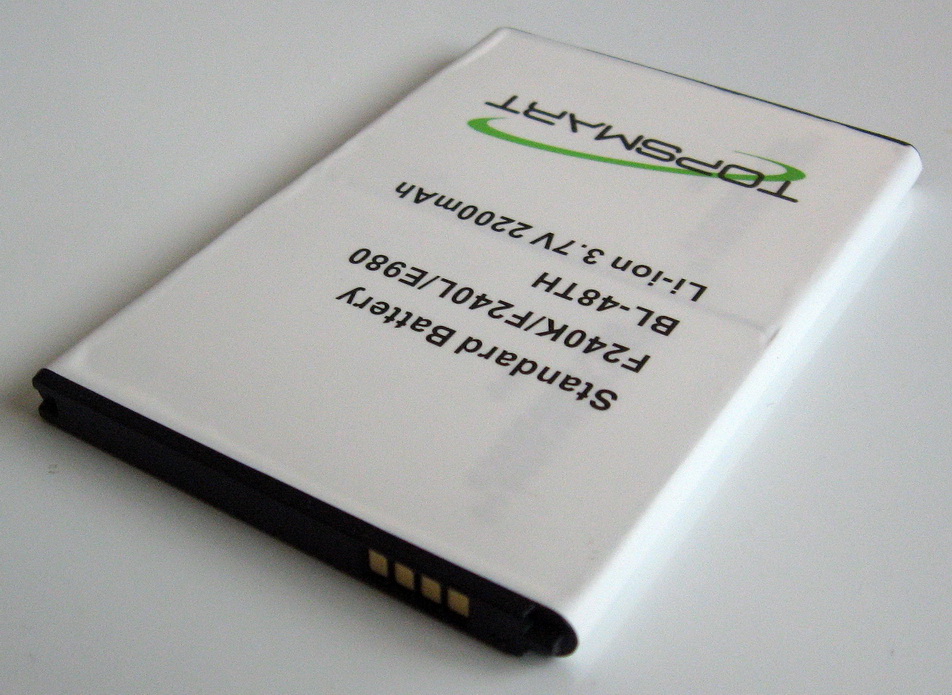 Standard Battery
F240K/F240L/E980
BL-48TH
Li-ion 3.7V 2200mAh
TOPSMART